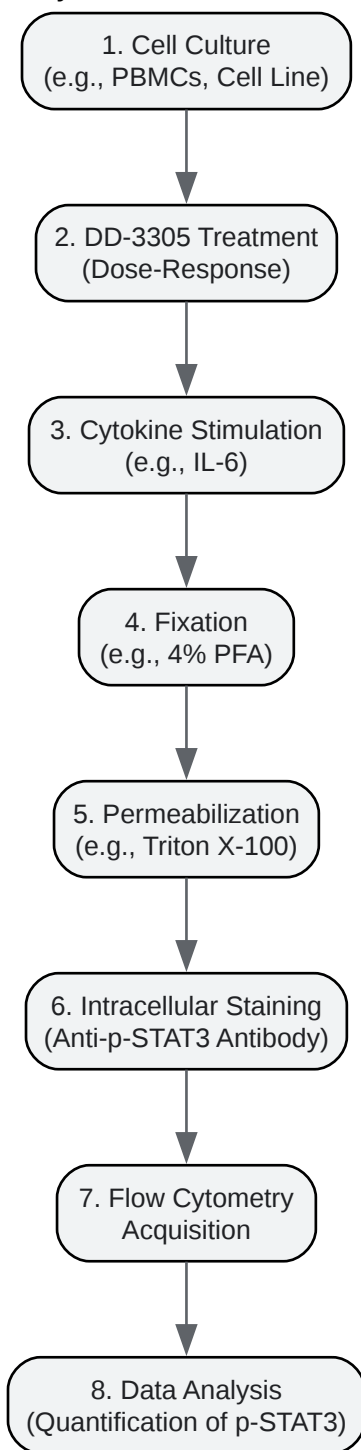 1. Cell Culture
(e.g., PBMCs, Cell Line)
2. DD-3305 Treatment
(Dose-Response)
3. Cytokine Stimulation
(e.g., IL-6)
4. Fixation
(e.g., 4% PFA)
5. Permeabilization
(e.g., Triton X-100)
6. Intracellular Staining
(Anti-p-STAT3 Antibody)
7. Flow Cytometry
Acquisition
8. Data Analysis
(Quantification of p-STAT3)